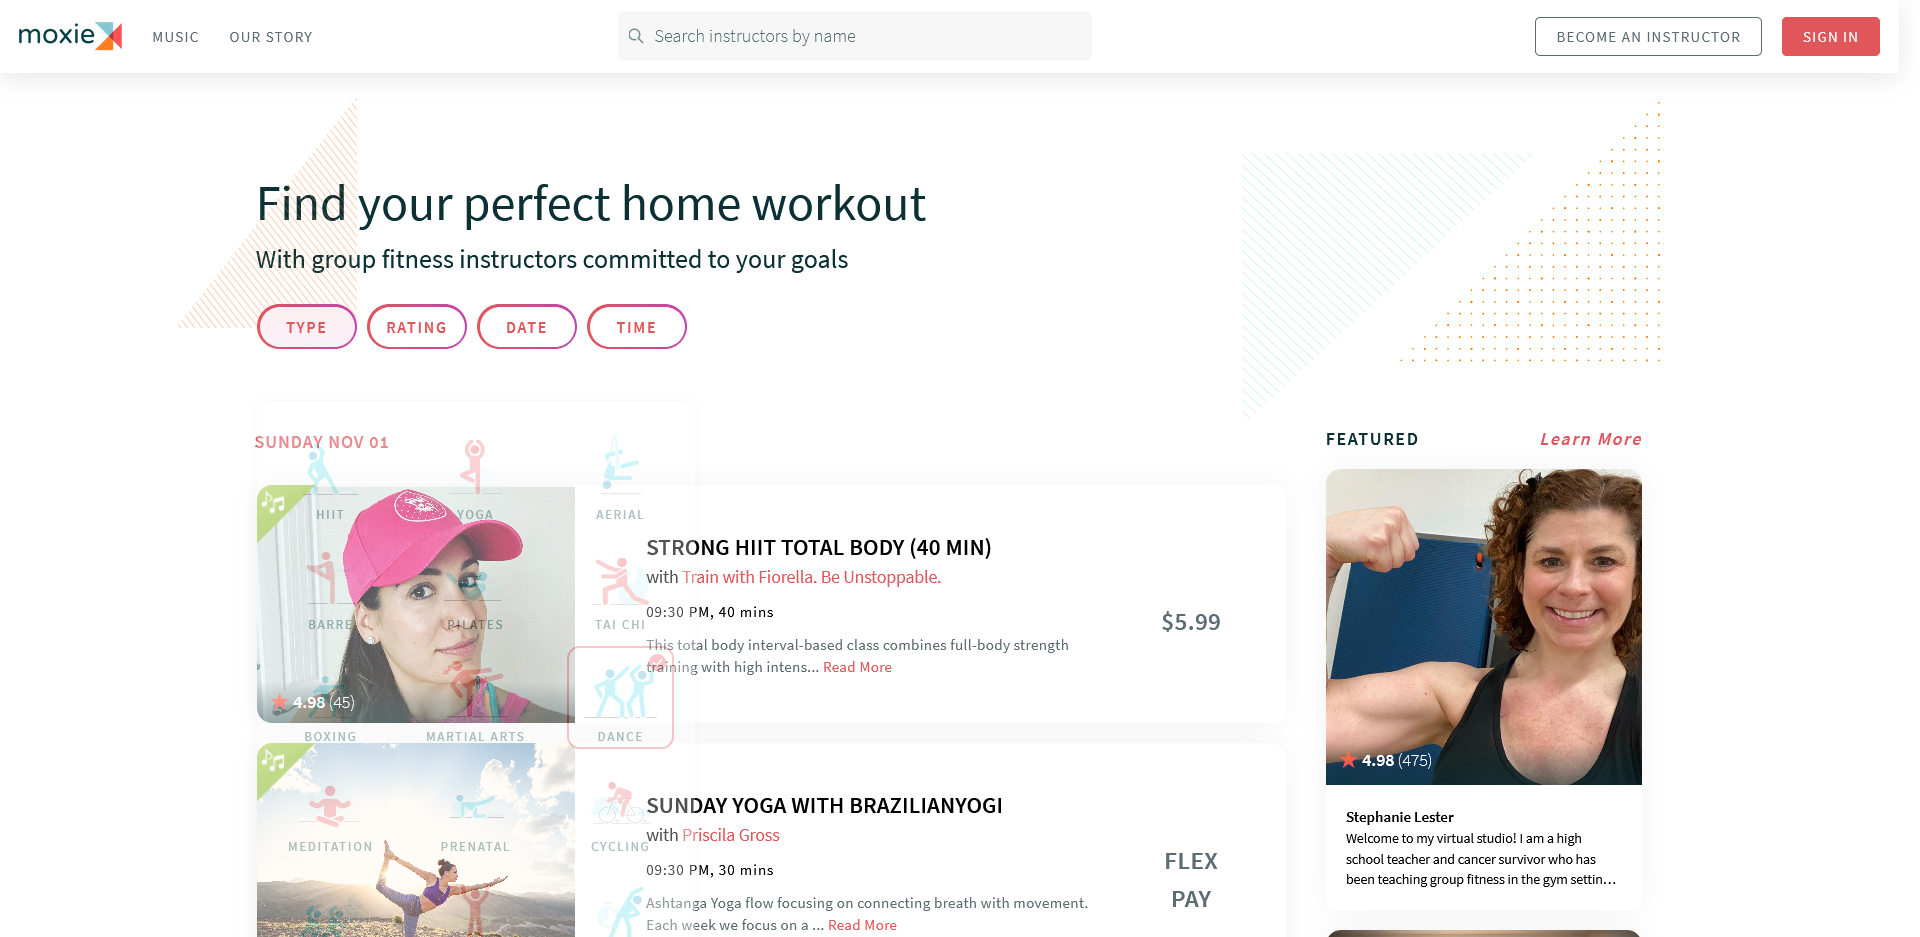 moxie
MUSIC
OUR STORY
Search instructors by name
BECOME AN INSTRUCTOR
SIGN IN
Find your perfect home workout
With group fitness instructors committed to your goals
TYPE
RATING
DATE
TIME
SUNDAY NOV 01
HIIT
YOGA
AERIAL
BARRE
PILATES
TAI CHI
BOXING
MARTIAL ARTS
DANCE
MEDITATION
PRENATAL
CYCLING
4.98 (45)
STRONG HIIT TOTAL BODY (40 MIN)
with Train with Fiorella. Be Unstoppable.
09:30 PM, 40 mins
This total body interval-based class combines full-body strength
training with high intens... Read More
$5.99
SUNDAY YOGA WITH BRAZILIANYOGI
with Priscila Gross
09:30 PM, 30 mins
Ashtanga Yoga flow focusing on connecting breath with movement.
Each week we focus on a ... Read More
FLEX
PAY
FEATURED
Learn More
4.98 (475)
Stephanie Lester
Welcome to my virtual studio! I am a high
school teacher and cancer survivor who has
been teaching group fitness in the gym settin...